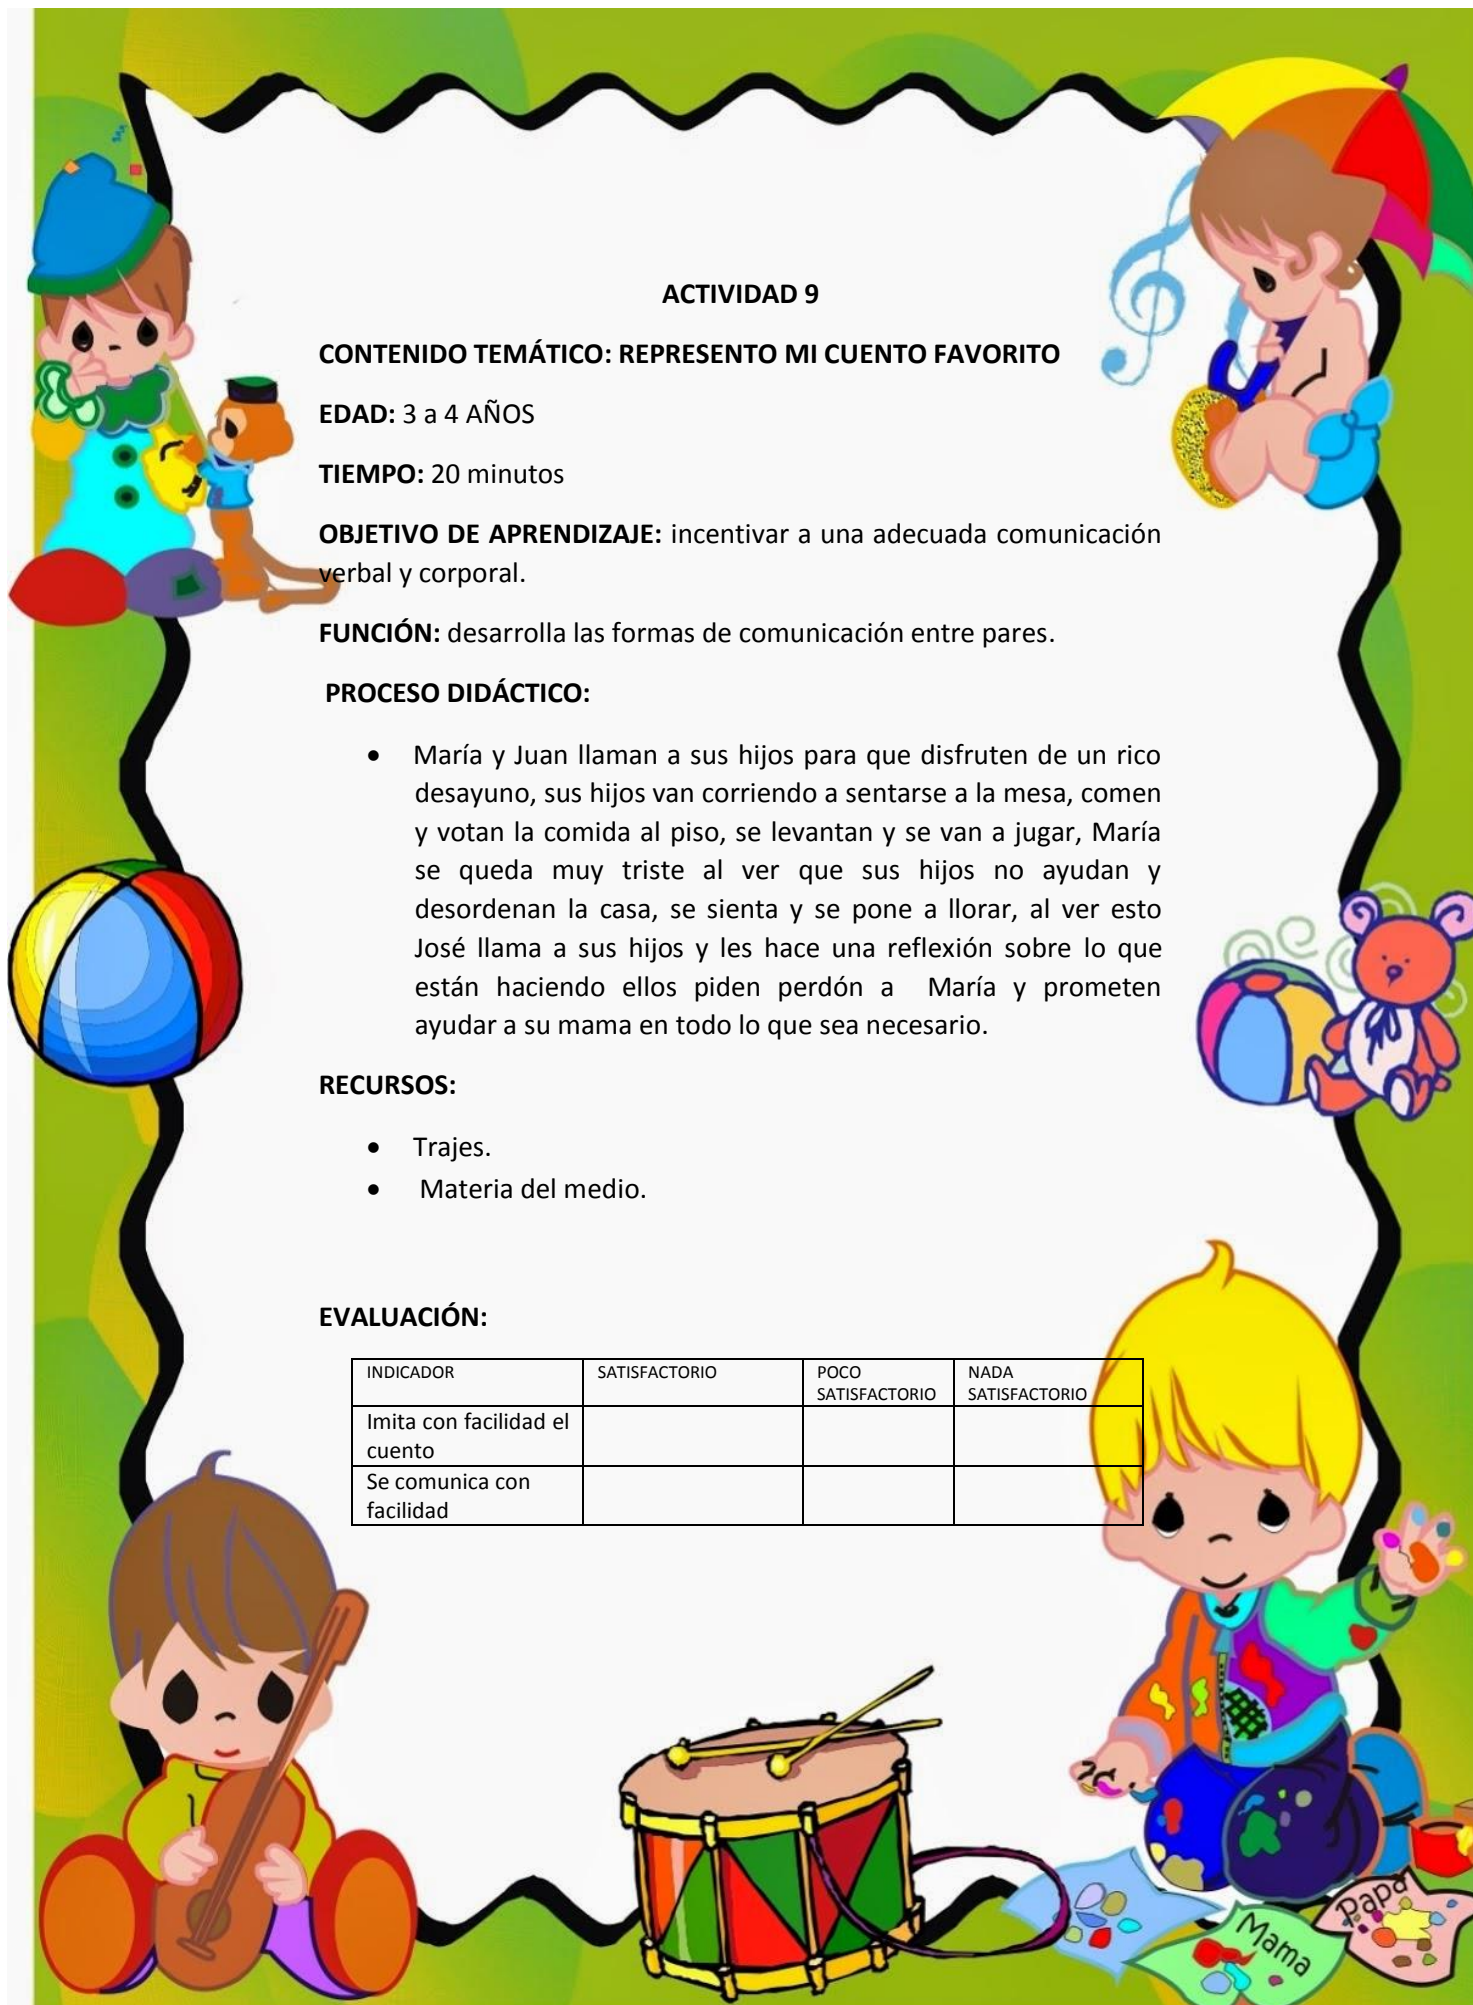 ACTIVIDAD 9
CONTENIDO TEMÁTICO: REPRESENTO MI CUENTO FAVORITO
EDAD: 3 a 4 AÑOS
TIEMPO: 20 minutos
OBJETIVO DE APRENDIZAJE: incentivar a una adecuada comunicación
verbal y corporal.
FUNCIÓN: desarrolla las formas de comunicación entre pares.
PROCESO DIDÁCTICO:
• María y Juan llaman a sus hijos para que disfruten de un rico
desayuno, sus hijos van corriendo a sentarse a la mesa, comen
y votan la comida al piso, se levantan y se van a jugar, María
se queda muy triste al ver que sus hijos no ayudan y
desordenan la casa, se sienta y se pone a llorar, al ver esto
José llama a sus hijos y les hace una reflexión sobre lo que
están haciendo ellos piden perdón a María y prometen
ayudar a su mama en todo lo que sea necesario.
RECURSOS:
• Trajes.
• Materia del medio.
EVALUACIÓN:
INDICADOR SATISFACTORIO POCO NADA
SATISFACTORIO SATISFACTORIO
Imita con facilidad el
cuento
Se comunica con
facilidad
Papa
Mama